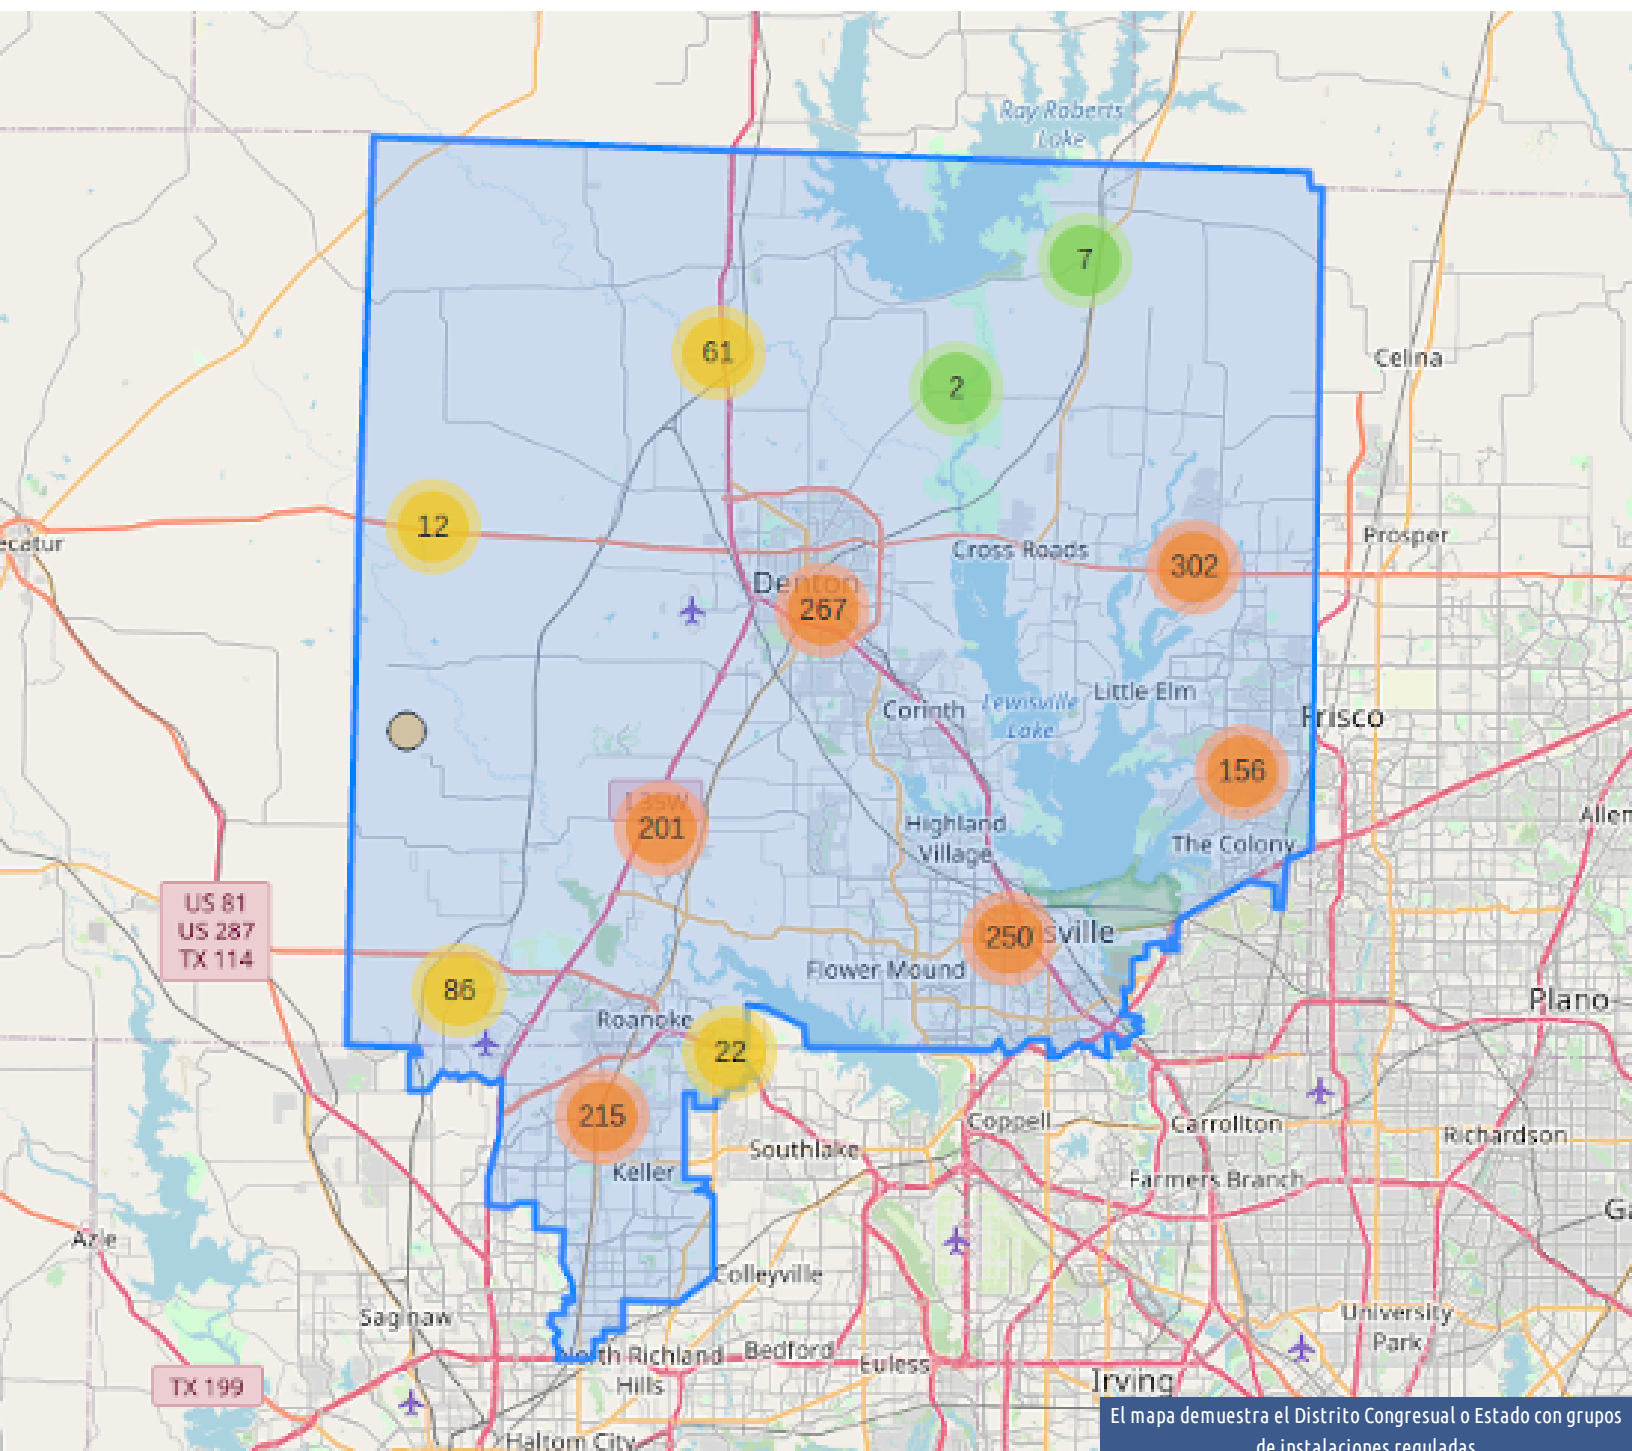 Ray Roberts
Lake
7
61
Celina
2
12
Prosper
ecatur
Cross Roads
302
Denton
267
Little Elm
Lewisville
Lake
Corinth
Frisco
156
I 35W
201
Allen
Highland
Village
The Colony
US 81
US 287
TX 114
250
sville
Flower Mound
86
Plano
Roanoke
22
215
Coppell
Carrollton
Richardson
Southlake
Keller
Farmers Branch
Ga
Azle
Colleyville
Saginaw
University
Park
North Richland
Hills
Bedford
Euless
TX 199
Irving
El mapa demuestra el Distrito Congresual o Estado con grupos
de instalaciones reguladas
Haltom City